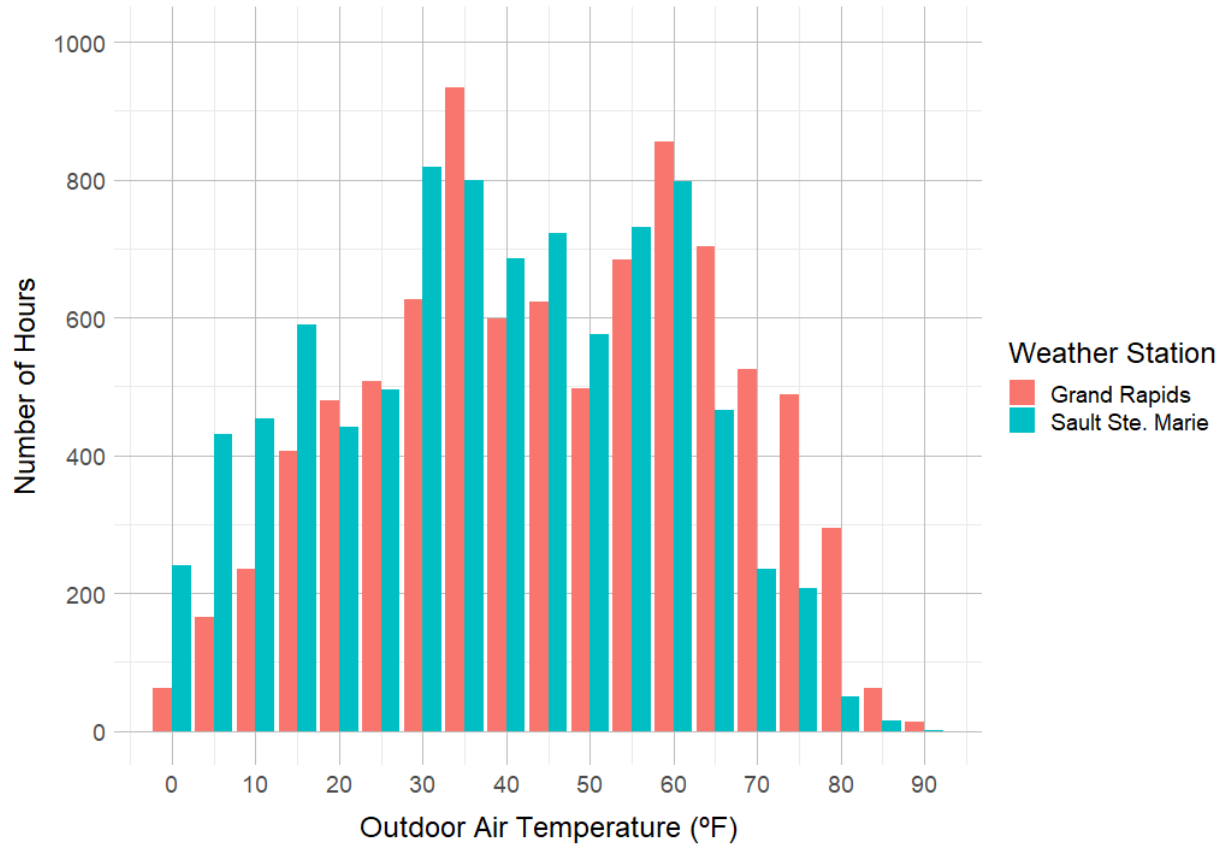 1000
800
600
400
200
0
Number of Hours
0 10 20 30 40 50 60 70 80 90
Outdoor Air Temperature (ºF)
Weather Station
Grand Rapids
Sault Ste. Marie